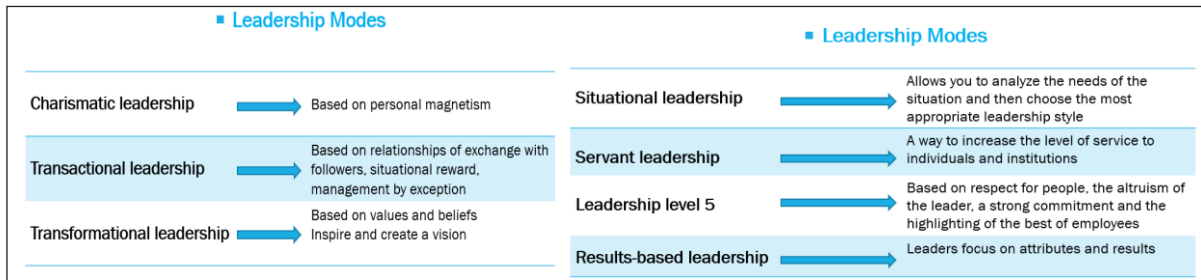 ▪ Leadership Modes
Charismatic leadership
Based on personal magnetism
Transactional leadership
Based on relationships of exchange with
followers, situational reward,
management by exception
Transformational leadership
Based on values and beliefs
Inspire and create a vision
▪ Leadership Modes
Situational leadership
Allows you to analyze the needs of the
situation and then choose the most
appropriate leadership style
Servant leadership
A way to increase the level of service to
individuals and institutions
Leadership level 5
Based on respect for people, the altruism of
the leader, a strong commitment and the
highlighting of the best of employees
Results-based leadership
Leaders focus on attributes and results